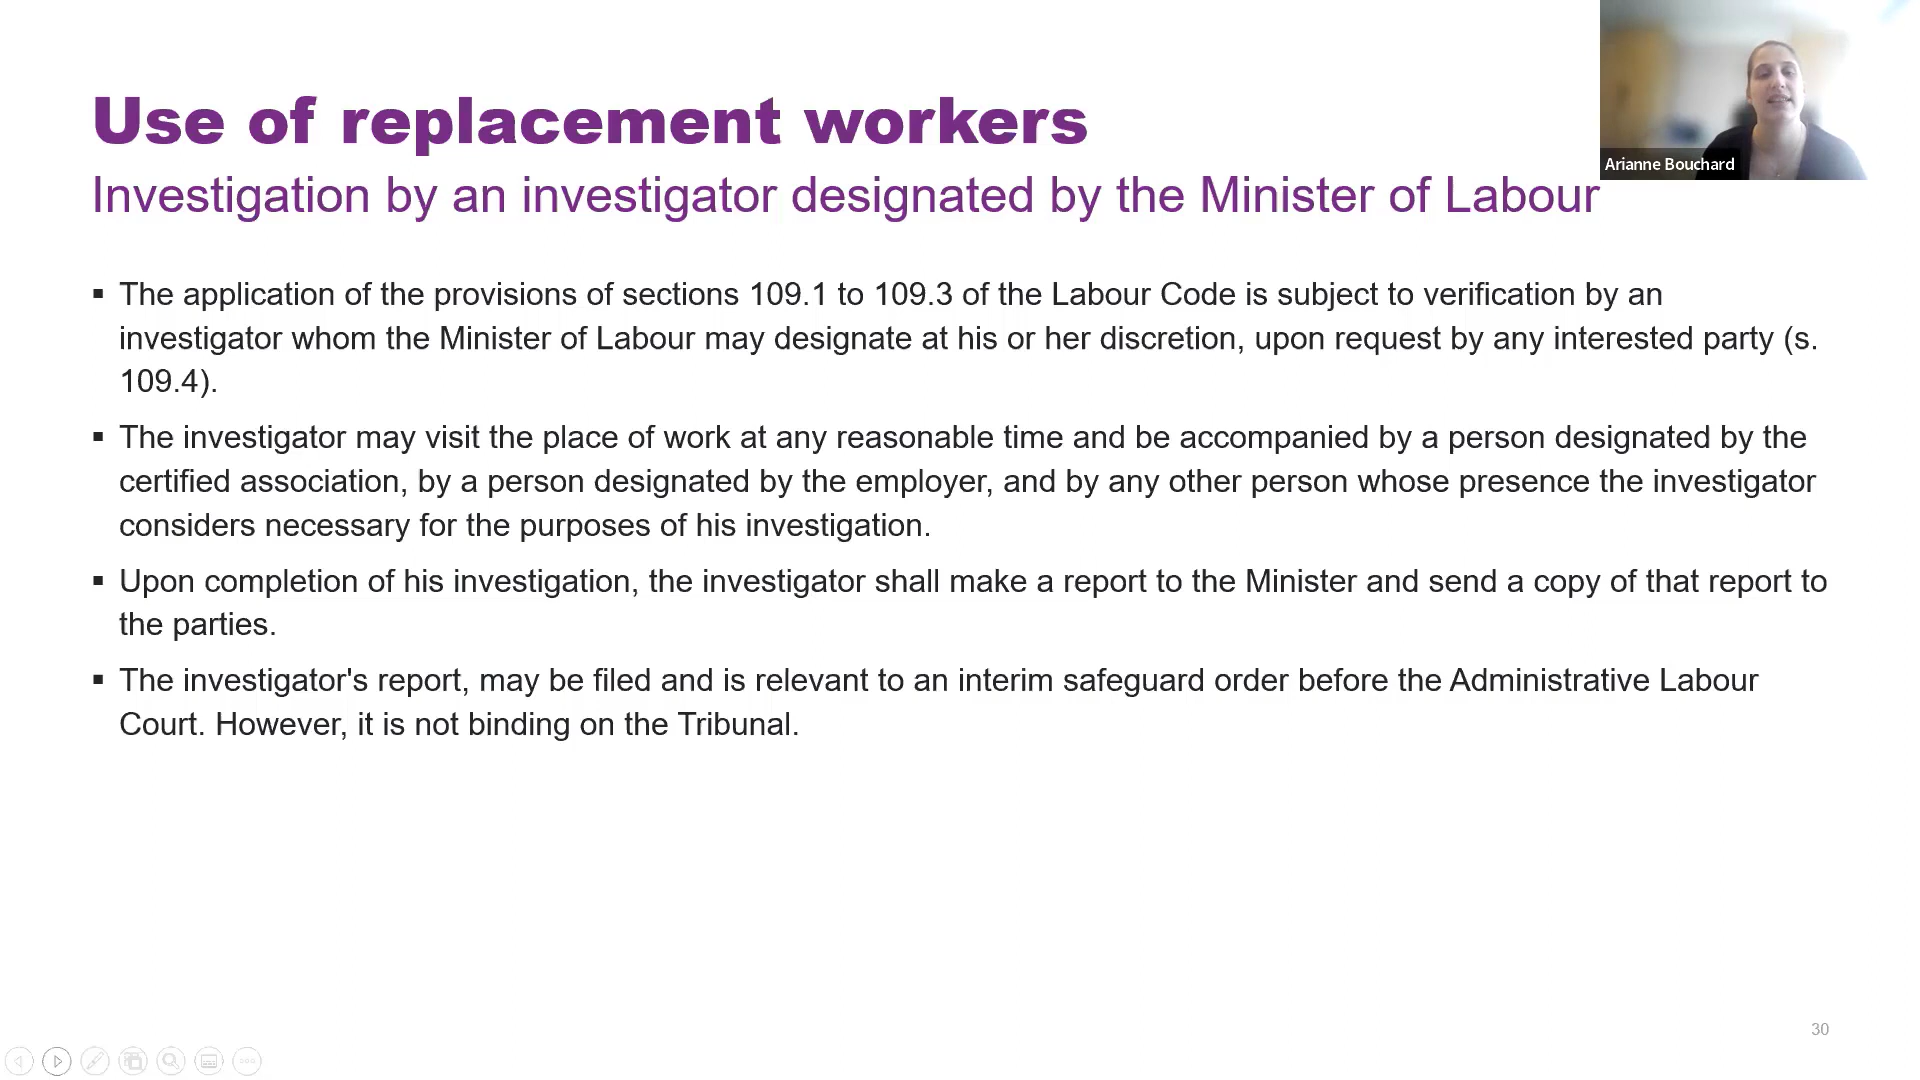 Use of replacement workers
Investigation by an investigator designated by the Minister of Labour
Arianne Bouchard
▪ The application of the provisions of sections 109.1 to 109.3 of the Labour Code is subject to verification by an
investigator whom the Minister of Labour may designate at his or her discretion, upon request by any interested party (s.
109.4).
▪ The investigator may visit the place of work at any reasonable time and be accompanied by a person designated by the
certified association, by a person designated by the employer, and by any other person whose presence the investigator
considers necessary for the purposes of his investigation.
▪ Upon completion of his investigation, the investigator shall make a report to the Minister and send a copy of that report to
the parties.
▪ The investigator's report, may be filed and is relevant to an interim safeguard order before the Administrative Labour
Court. However, it is not binding on the Tribunal.
30